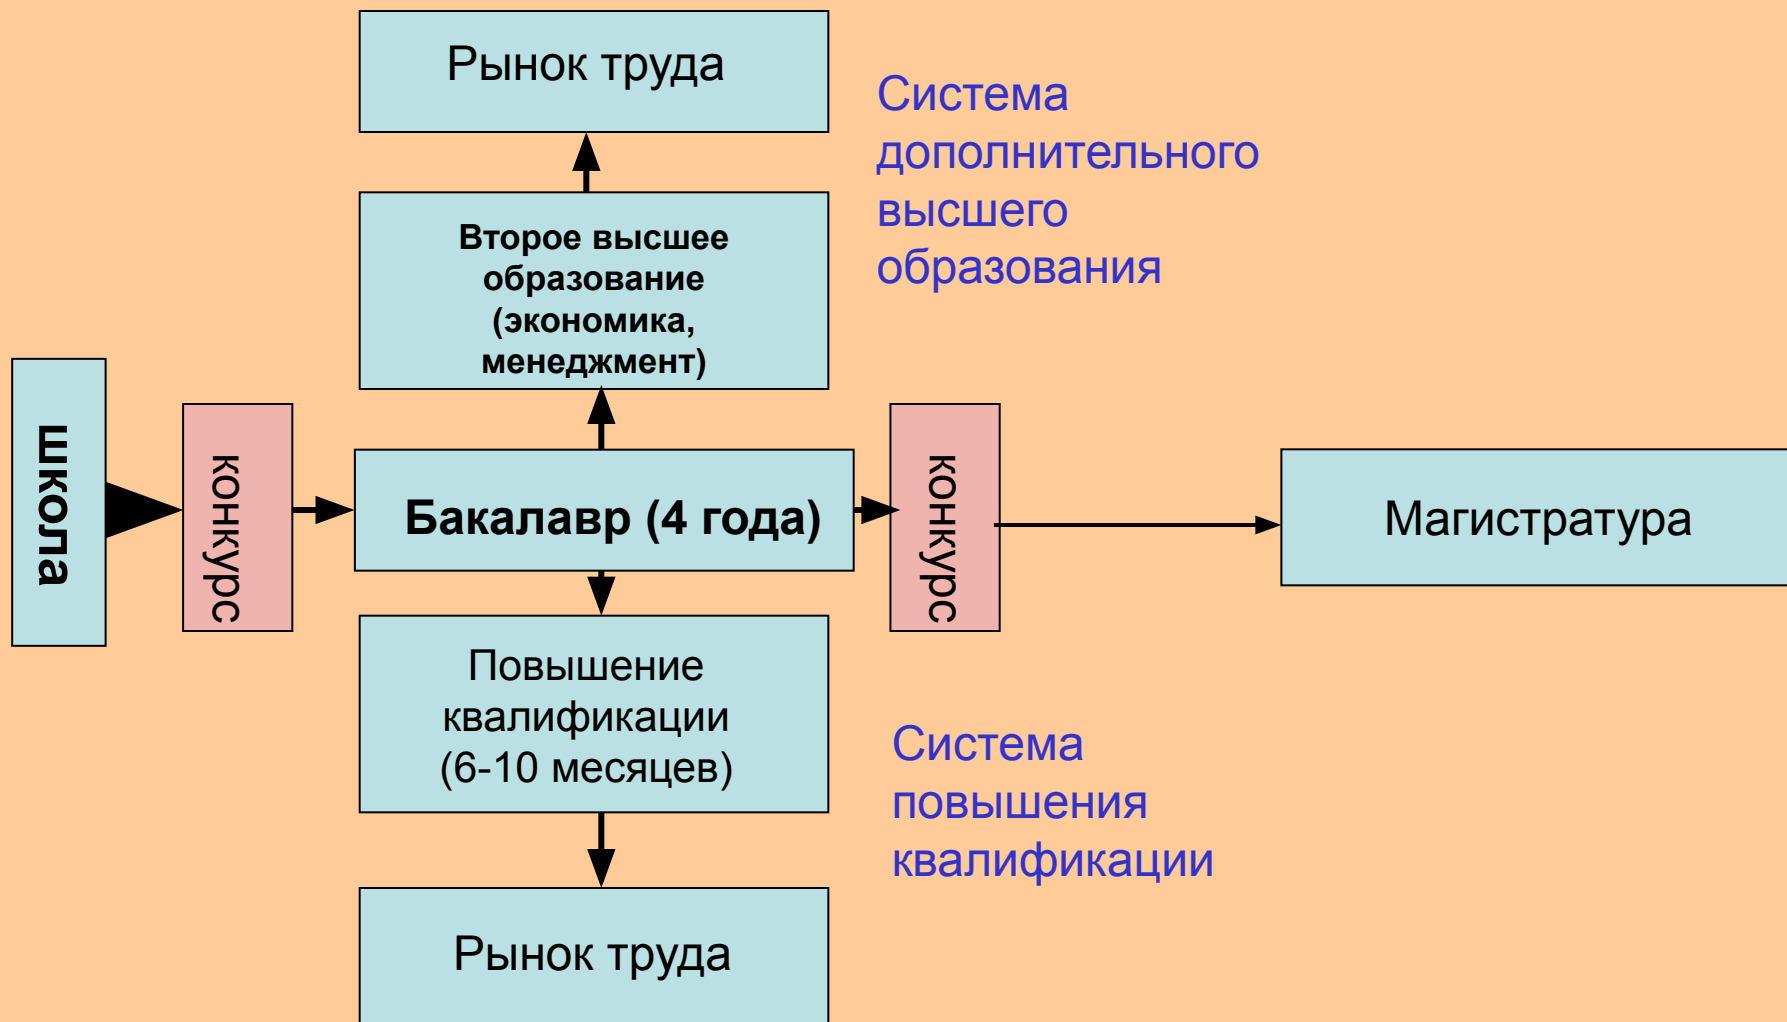 Рынок труда
Система
дополнительного
высшего
образования
Второе высшее
образование
(экономика,
менеджмент)
школа
конкурс
Бакалавр (4 года)
конкурс
Магистратура
Повышение
квалификации
(6-10 месяцев)
Система
повышения
квалификации
Рынок труда